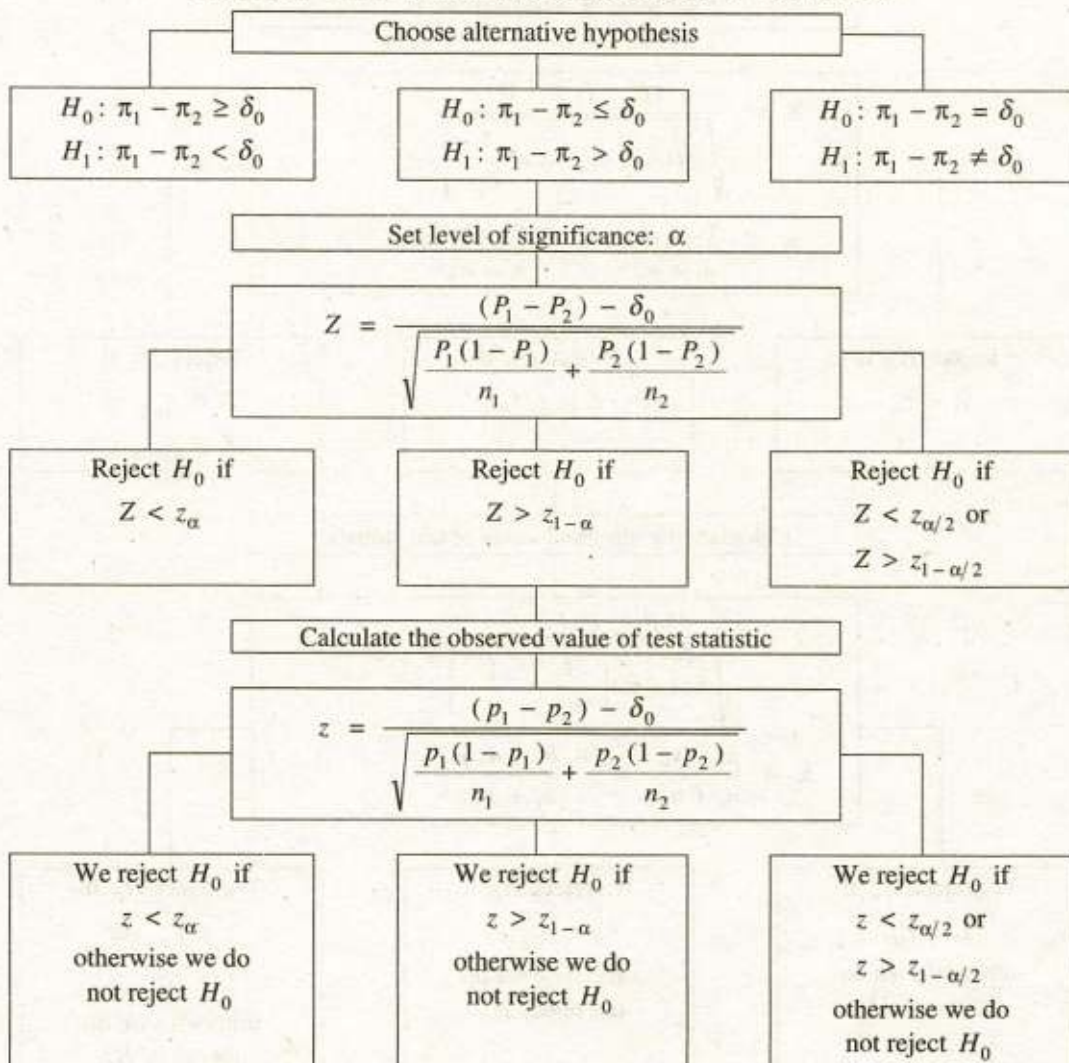 Choose alternative hypothesis
H₀: π₁ − π₂ ≥ δ₀
H₁: π₁ − π₂ < δ₀
H₀: π₁ − π₂ ≤ δ₀
H₁: π₁ − π₂ > δ₀
H₀: π₁ − π₂ = δ₀
H₁: π₁ − π₂ ≠ δ₀
Set level of significance: α
Z = ((P₁ − P₂) − δ₀) / √(P₁(1 − P₁)/n₁ + P₂(1 − P₂)/n₂)
Reject H₀ if
Z < z_α
Reject H₀ if
Z > z_{1−α}
Reject H₀ if
Z < z_{α/2} or
Z > z_{1−α/2}
Calculate the observed value of test statistic
z = ((p₁ − p₂) − δ₀) / √(p₁(1 − p₁)/n₁ + p₂(1 − p₂)/n₂)
We reject H₀ if
z < z_α
otherwise we do
not reject H₀
We reject H₀ if
z > z_{1−α}
otherwise we do
not reject H₀
We reject H₀ if
z < z_{α/2} or
z > z_{1−α/2}
otherwise we do
not reject H₀